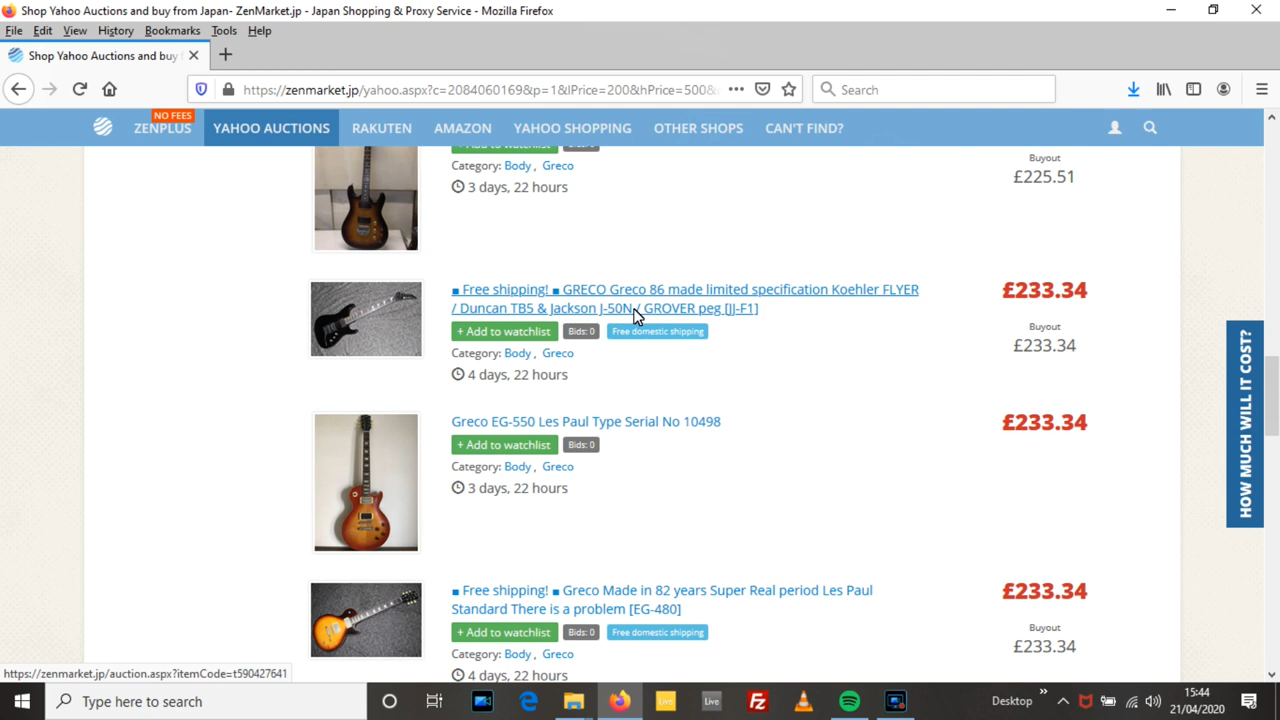 Shop Yahoo Auctions and buy from Japan- ZenMarket.jp - Japan Shopping & Proxy Service - Mozilla Firefox
File Edit View History Bookmarks Tools Help
Shop Yahoo Auctions and buy f
https://zenmarket.jp/yahoo.aspx?c=2084060169&p=1&lPrice=200&hPrice=500& Search
NO FEES
ZENPLUS YAHOO AUCTIONS RAKUTEN AMAZON YAHOO SHOPPING OTHER SHOPS CAN'T FIND?
+ Add to watchlist Bids: 0
Category: Body , Greco
3 days, 22 hours
Buyout
£225.51
■ Free shipping! ■ GRECO Greco 86 made limited specification Koehler FLYER
/ Duncan TB5 & Jackson J-50N / GROVER peg [JJ-F1]
+ Add to watchlist Bids: 0 Free domestic shipping
Category: Body , Greco
4 days, 22 hours
£233.34
Buyout
£233.34
Greco EG-550 Les Paul Type Serial No 10498
+ Add to watchlist Bids: 0
Category: Body , Greco
3 days, 22 hours
£233.34
■ Free shipping! ■ Greco Made in 82 years Super Real period Les Paul
Standard There is a problem [EG-480]
+ Add to watchlist Bids: 0 Free domestic shipping
Category: Body , Greco
4 days, 22 hours
£233.34
Buyout
£233.34
HOW MUCH WILL IT COST?
https://zenmarket.jp/auction.aspx?itemCode=t590427641
Type here to search
Live
Live
Desktop
15:44
21/04/2020